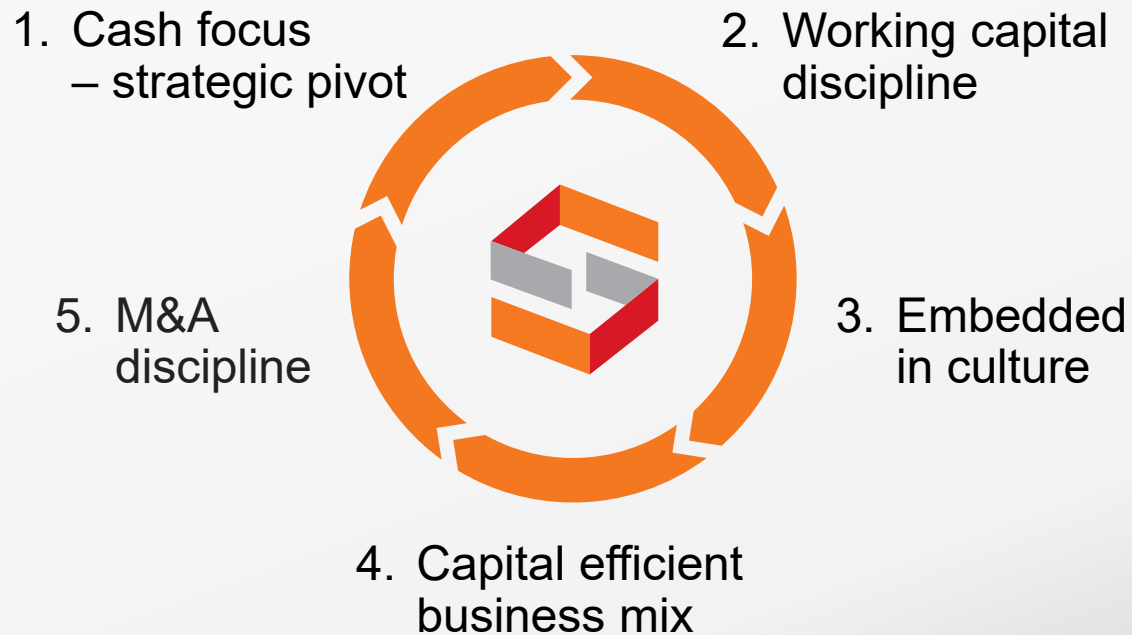 1. Cash focus
– strategic pivot
2. Working capital
discipline
3. Embedded
in culture
4. Capital efficient
business mix
5. M&A
discipline